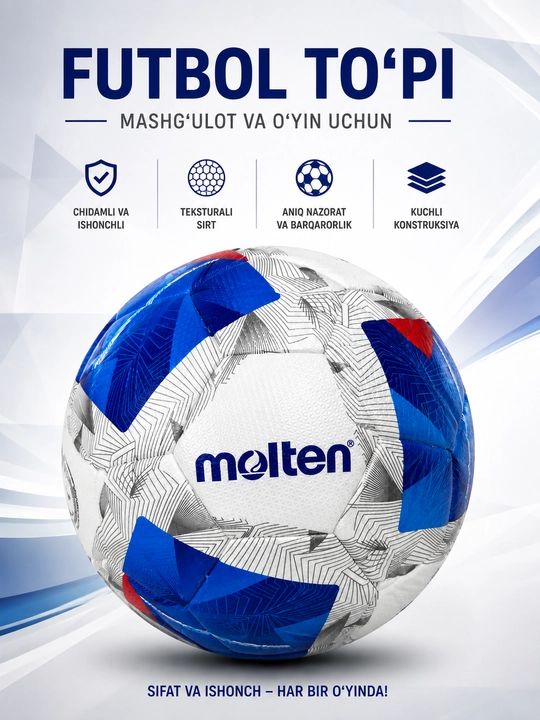 FUTBOL TO‘PI
MASHG‘ULOT VA O‘YIN UCHUN
CHIDAMLI VA
ISHONCHLI
TEKSTURALI
SIRT
ANIQ NAZORAT
VA BARQARORLIK
KUCHLI
KONSTRUKSIYA
molten®
SIFAT VA ISHONCH – HAR BIR O‘YINDA!